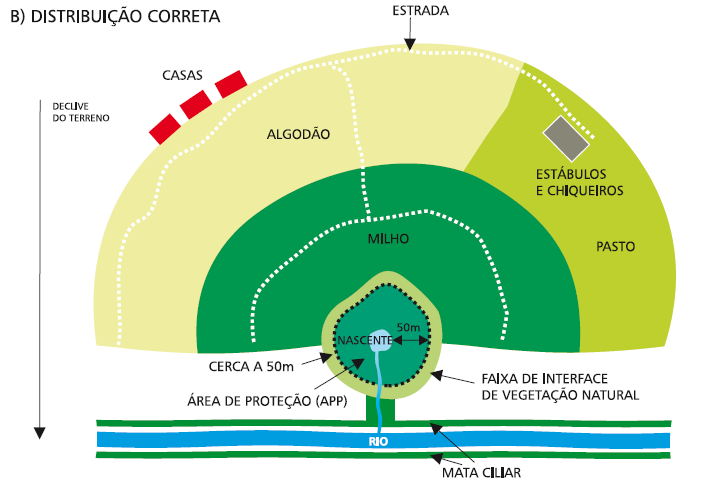 B) DISTRIBUIÇÃO CORRETA
ESTRADA
CASAS
DECLIVE
DO TERRENO
ALGODÃO
ESTÁBULOS
E CHIQUEIROS
MILHO
PASTO
NASCENTE
50m
CERCA A 50m
FAIXA DE INTERFACE
DE VEGETAÇÃO NATURAL
ÁREA DE PROTEÇÃO (APP)
RIO
MATA CILIAR